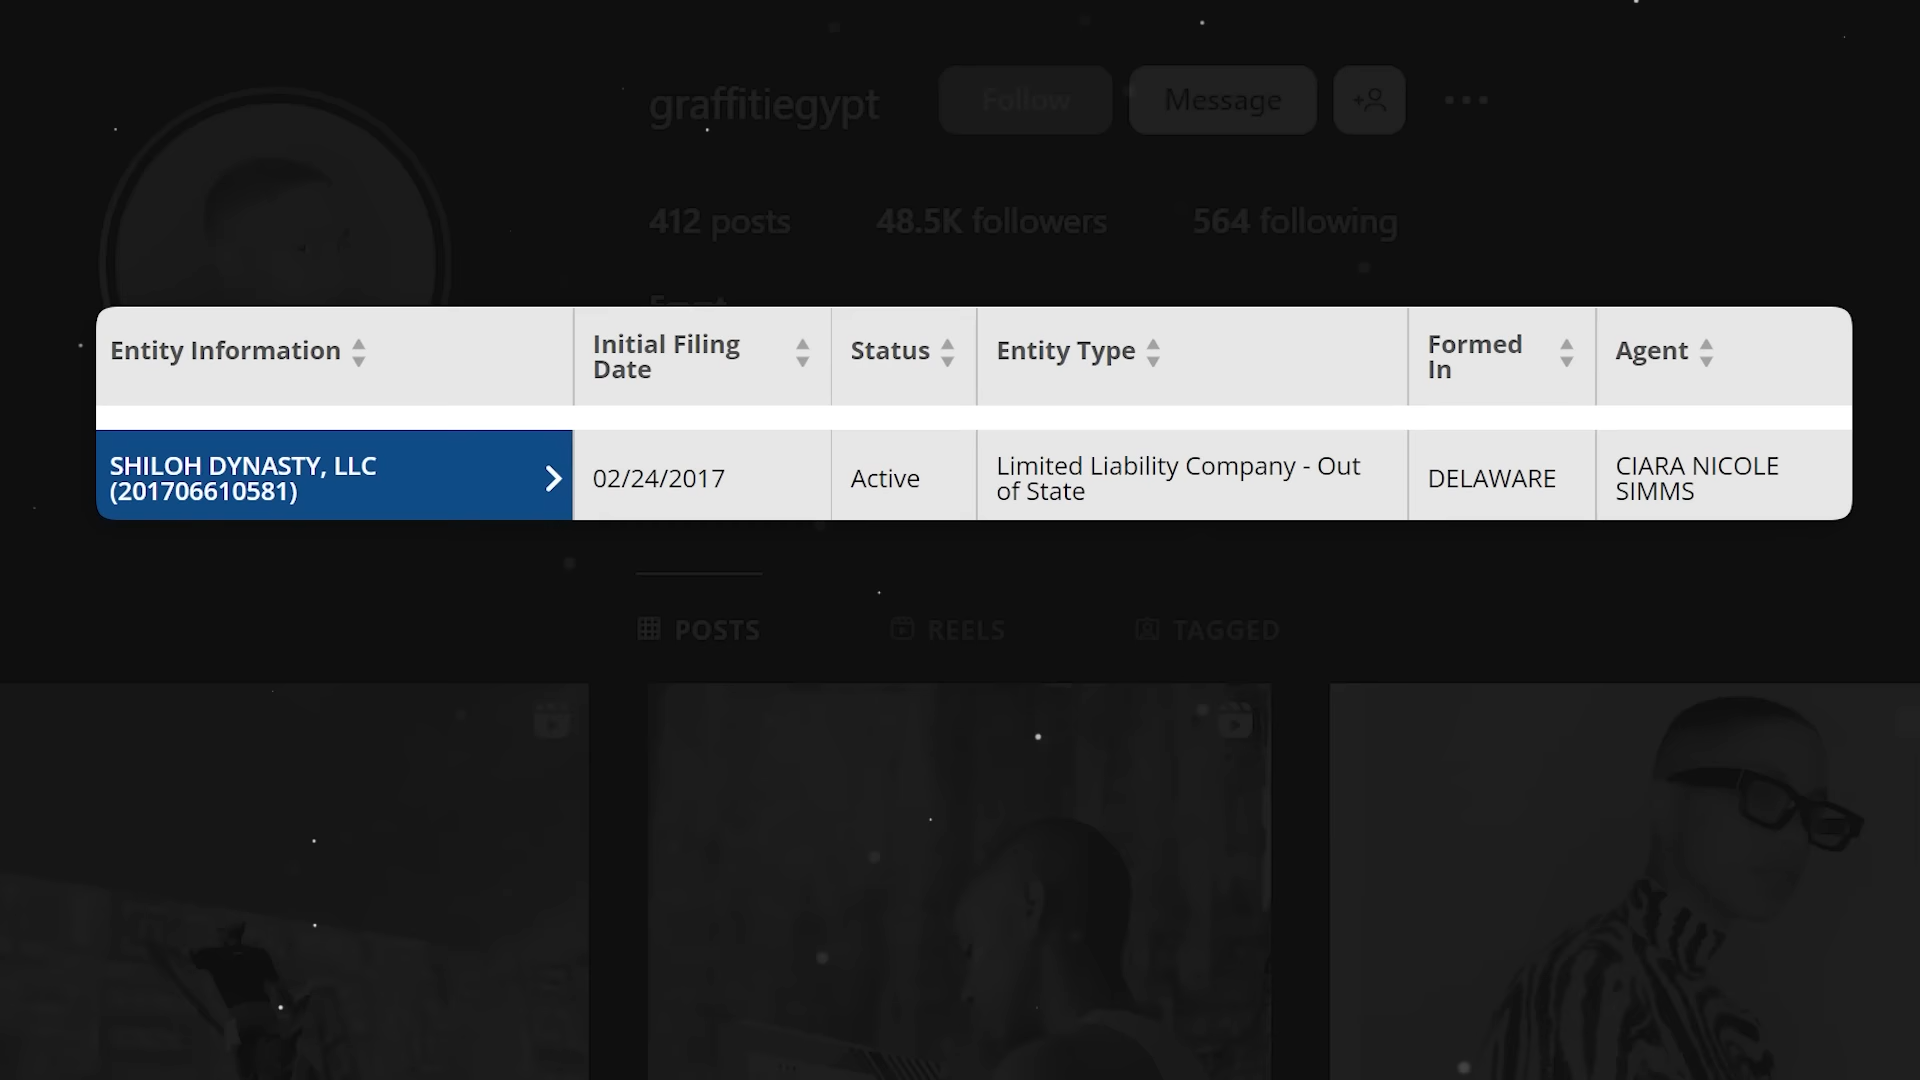 graffitiegypt
Follow
Message
412 posts
48.5K followers
564 following
Entity Information
Initial Filing
Date
Status
Entity Type
Formed
In
Agent
SHILOH DYNASTY, LLC
(201706610581)
02/24/2017
Active
Limited Liability Company - Out
of State
DELAWARE
CIARA NICOLE
SIMMS
POSTS
REELS
TAGGED